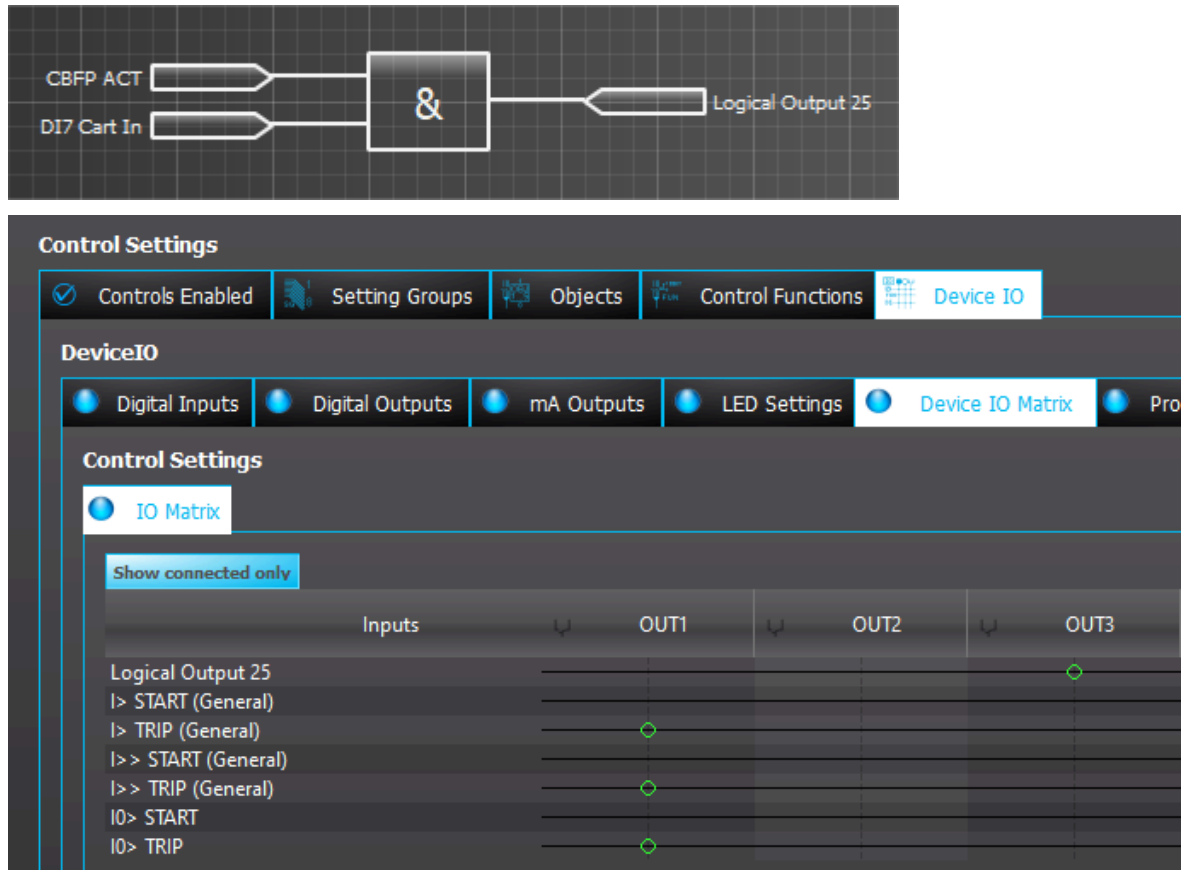 CBFP ACT
&
DI7 Cart In
Logical Output 25
Control Settings
Controls Enabled Setting Groups Objects Control Functions Device IO
DeviceIO
Digital Inputs Digital Outputs mA Outputs LED Settings Device IO Matrix Pro
Control Settings
IO Matrix
Show connected only
Inputs OUT1 OUT2 OUT3
Logical Output 25
I> START (General)
I> TRIP (General)
I>> START (General)
I>> TRIP (General)
I0> START
I0> TRIP